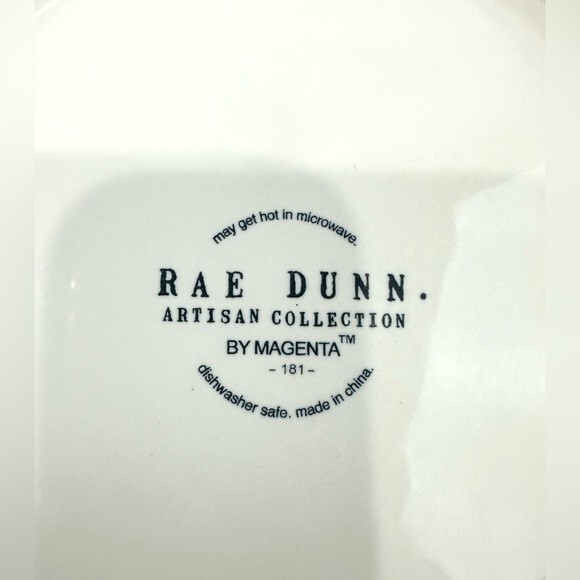 may get hot in microwave.
RAE DUNN.
ARTISAN COLLECTION
BY MAGENTA™
- 181 -
dishwasher safe. made in china.